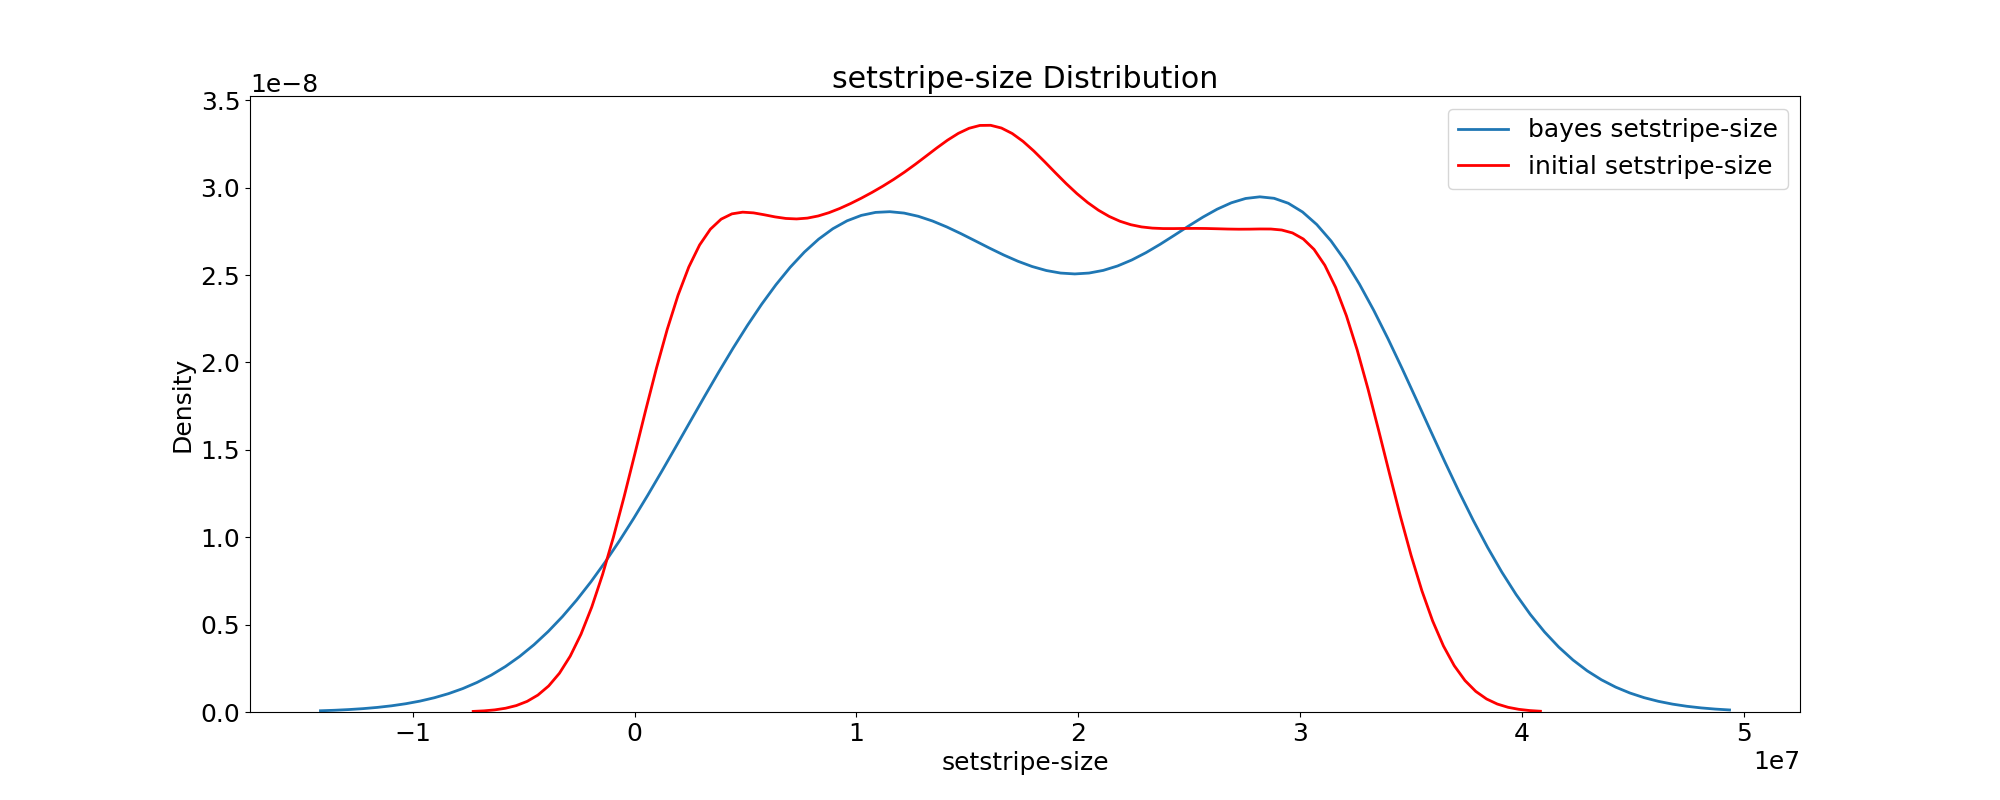 setstripe-size Distribution
1e−8
3.5
3.0
2.5
2.0
1.5
1.0
0.5
0.0
Density
bayes setstripe-size
initial setstripe-size
−1 0 1 2 3 4 5
setstripe-size
1e7